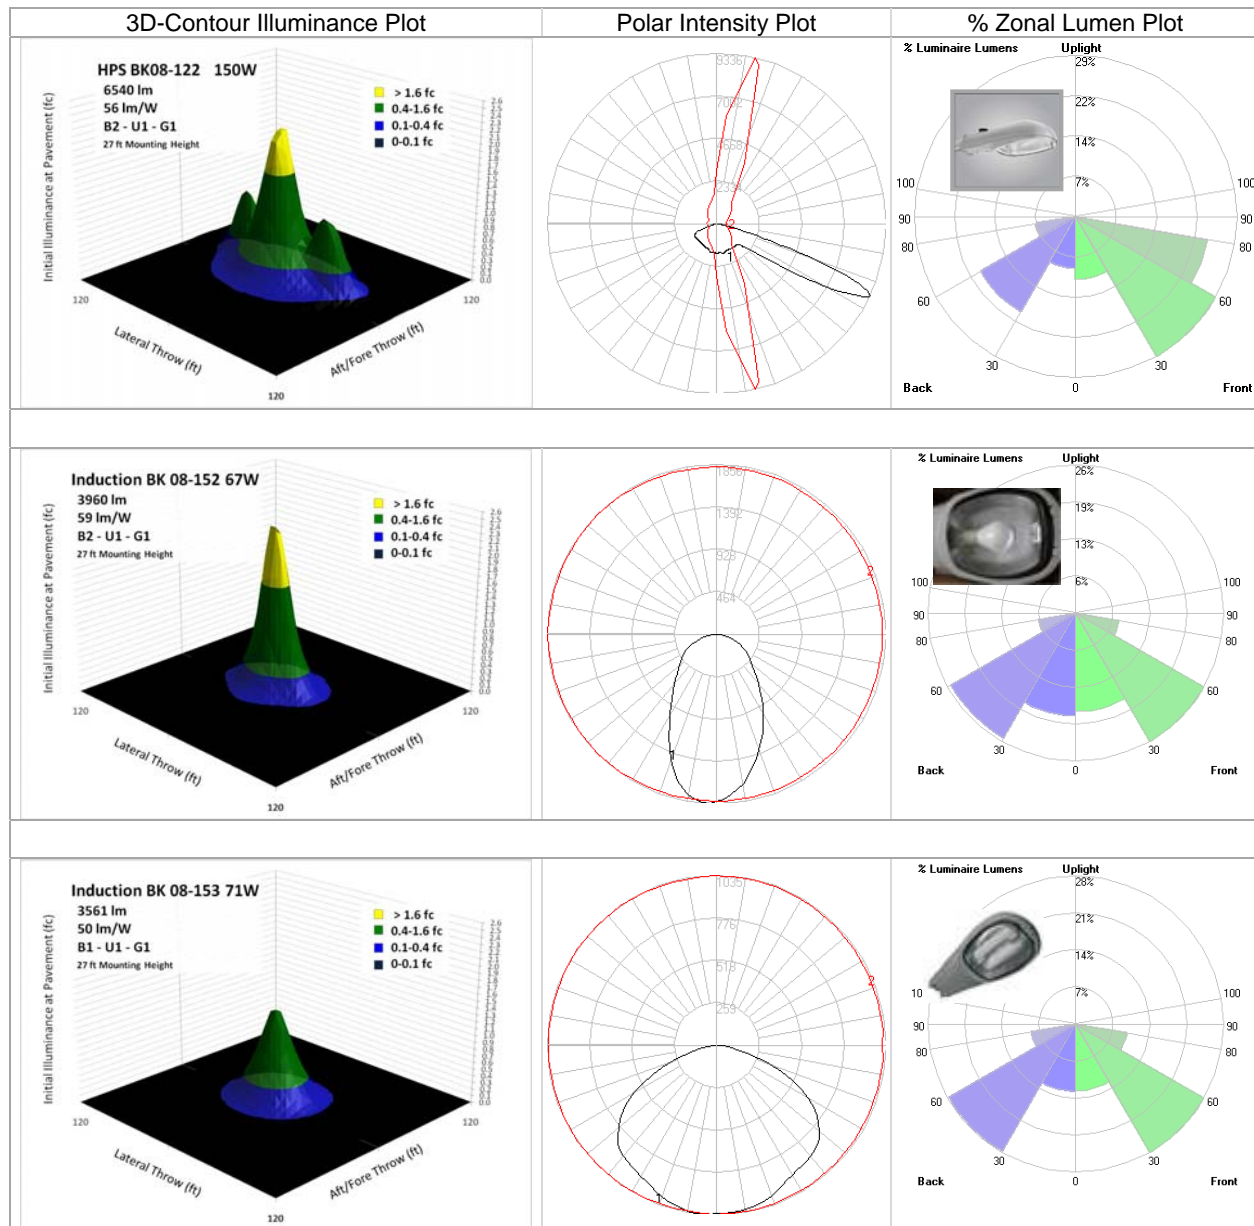 3D-Contour Illuminance Plot
Polar Intensity Plot
% Zonal Lumen Plot
HPS BK08-122 150W
6540 lm
56 lm/W
B2 - U1 - G1
27 ft Mounting Height
> 1.6 fc
0.4-1.6 fc
0.1-0.4 fc
0-0.1 fc
Initial Illuminance at Pavement (fc)
120
Lateral Throw (ft)
120
Aft/Fore Throw (ft)
120
9336
4668
2
1
% Luminaire Lumens
Uplight
29%
22%
14%
7%
100
90
80
60
30
0
30
60
80
90
100
Back
Front
Induction BK 08-152 67W
3960 lm
59 lm/W
B2 - U1 - G1
27 ft Mounting Height
> 1.6 fc
0.4-1.6 fc
0.1-0.4 fc
0-0.1 fc
Initial Illuminance at Pavement (fc)
120
Lateral Throw (ft)
120
Aft/Fore Throw (ft)
120
1856
1392
928
464
2
1
% Luminaire Lumens
Uplight
26%
19%
13%
6%
100
90
80
60
30
0
30
60
80
90
100
Back
Front
Induction BK 08-153 71W
3561 lm
50 lm/W
B1 - U1 - G1
27 ft Mounting Height
> 1.6 fc
0.4-1.6 fc
0.1-0.4 fc
0-0.1 fc
Initial Illuminance at Pavement (fc)
120
Lateral Throw (ft)
120
Aft/Fore Throw (ft)
120
1035
776
518
259
2
1
% Luminaire Lumens
Uplight
28%
21%
14%
7%
10
90
80
60
30
0
30
60
80
90
100
Back
Front